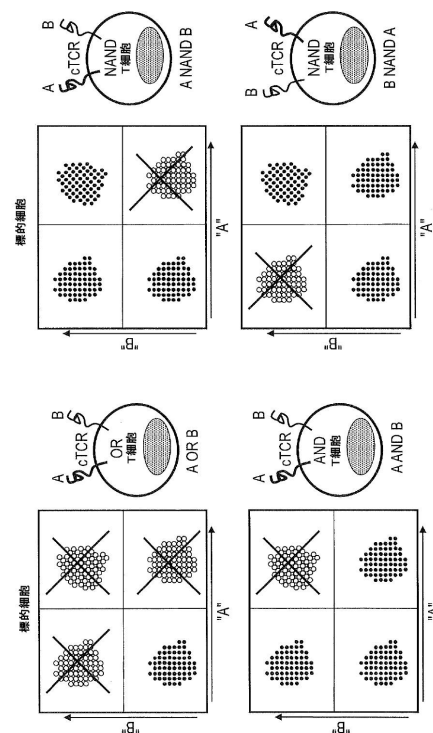 標的細胞
"B"
"A"
A
B
cTCR
NAND
T細胞
A NAND B
"B"
"A"
B
A
cTCR
NAND
T細胞
B NAND A
標的細胞
"B"
"A"
A
B
cTCR
OR
T細胞
A OR B
"B"
"A"
A
B
cTCR
AND
T細胞
A AND B